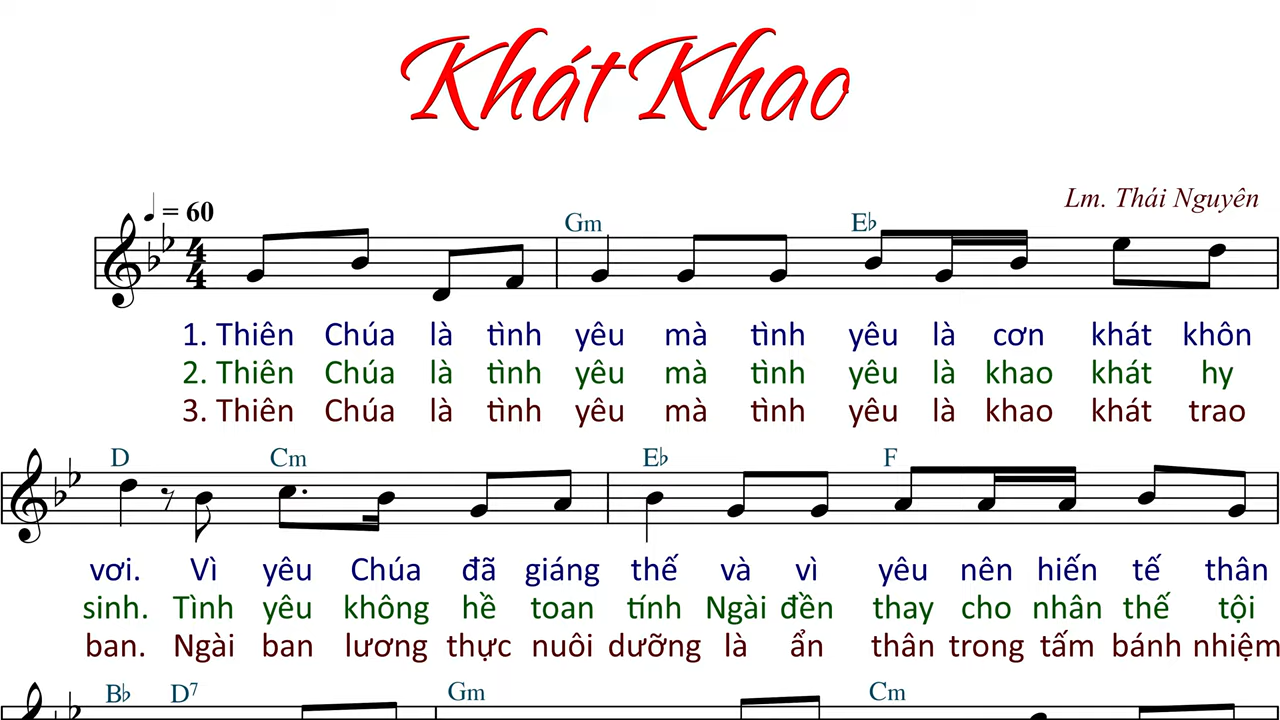 Khát Khao
Lm. Thái Nguyên
= 60
Gm E♭
4
4
1. Thiên Chúa là tình yêu mà tình yêu là cơn khát khôn
2. Thiên Chúa là tình yêu mà tình yêu là khao khát hy
3. Thiên Chúa là tình yêu mà tình yêu là khao khát trao
D Cm E♭ F
vơi. Vì yêu Chúa đã giáng thế và vì yêu nên hiến tế thân
sinh. Tình yêu không hề toan tính Ngài đền thay cho nhân thế tội
ban. Ngài ban lương thực nuôi dưỡng là ẩn thân trong tấm bánh nhiệm
B♭ D7 Gm Cm